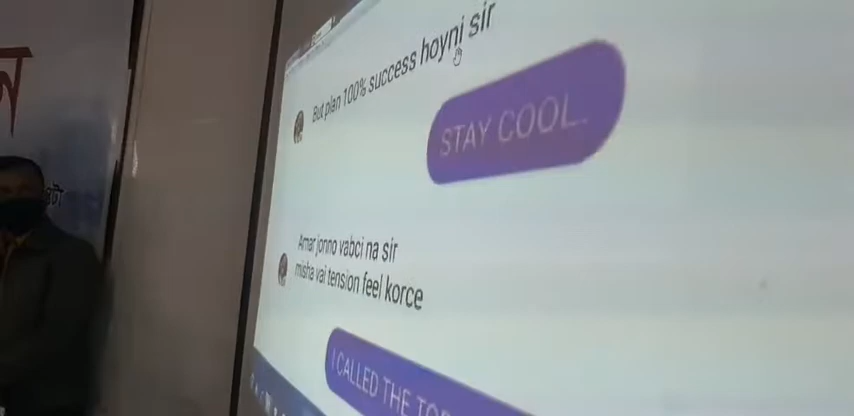 But plan 100% success hoyni sir
STAY COOL.
Amar jonno vabci na sir
misha vai tension feel korce
I CALLED THE